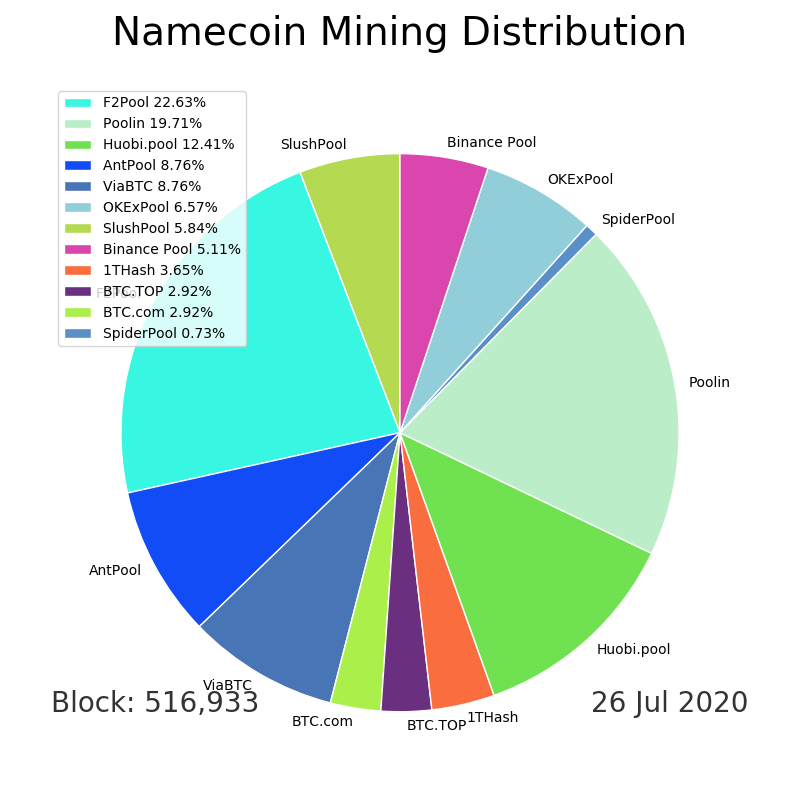 Namecoin Mining Distribution
F2Pool 22.63%
Poolin 19.71%
Huobi.pool 12.41%
AntPool 8.76%
ViaBTC 8.76%
OKExPool 6.57%
SlushPool 5.84%
Binance Pool 5.11%
1THash 3.65%
BTC.TOP 2.92%
BTC.com 2.92%
SpiderPool 0.73%
SlushPool
Binance Pool
OKExPool
SpiderPool
F2Pool
Poolin
AntPool
Huobi.pool
ViaBTC
BTC.com
BTC.TOP
1THash
Block: 516,933
26 Jul 2020